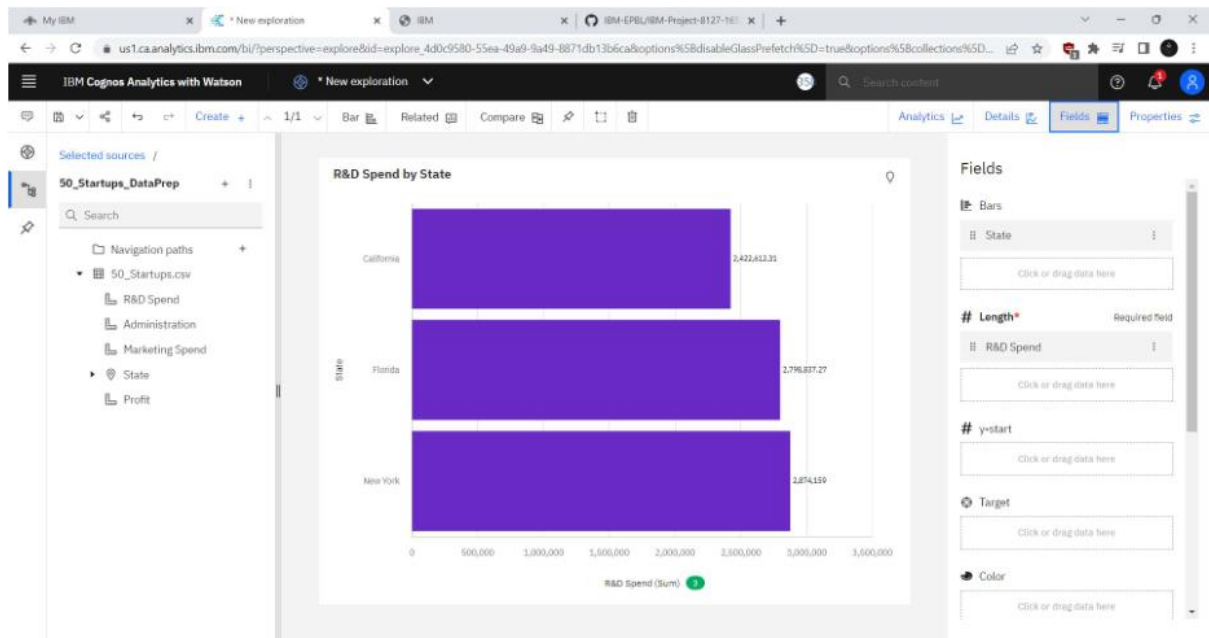 My IBM
* New exploration
IBM
IBM-EPBL/IBM-Project-8127-16
us1.ca.analytics.ibm.com/bi/?perspective=explore&id=explore_4d0c9580-55ea-49a9-9a49-8871db13b6ca&options%5BdisableGlassPrefetch%5D=true&options%5Bcollections%5D...
IBM Cognos Analytics with Watson
* New exploration
Search content
Create +
1/1
Bar
Related
Compare
Analytics
Details
Fields
Properties
Selected sources /
50_Startups_DataPrep
Search
Navigation paths
50_Startups.csv
R&D Spend
Administration
Marketing Spend
State
Profit
R&D Spend by State
State
California
2,422,612.31
Florida
2,798,837.27
New York
2,874,159
0 500,000 1,000,000 1,500,000 2,000,000 2,500,000 3,000,000 3,500,000
R&D Spend (Sum)
Fields
Bars
State
Click or drag data here
# Length* Required field
R&D Spend
Click or drag data here
# y-start
Click or drag data here
Target
Click or drag data here
Color
Click or drag data here